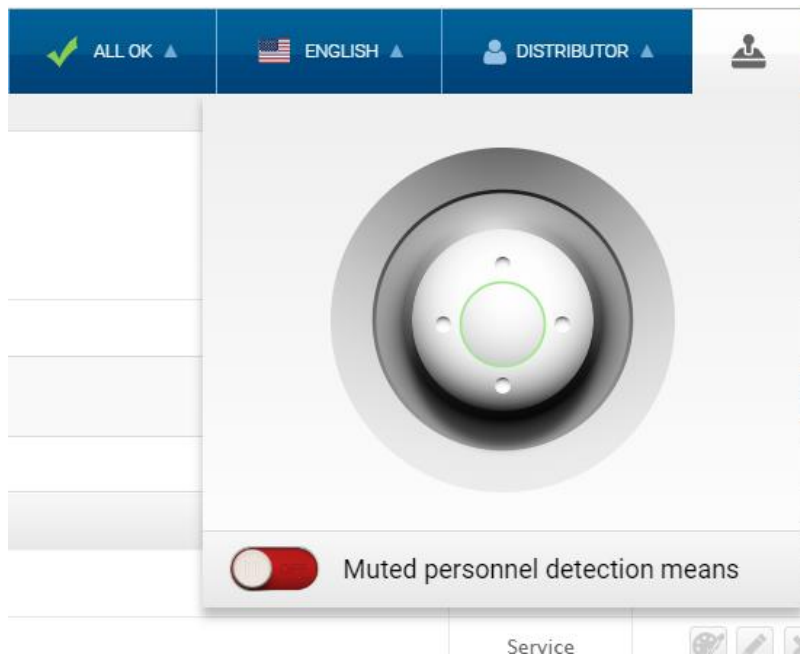 ALL OK
ENGLISH
DISTRIBUTOR
Muted personnel detection means
Service